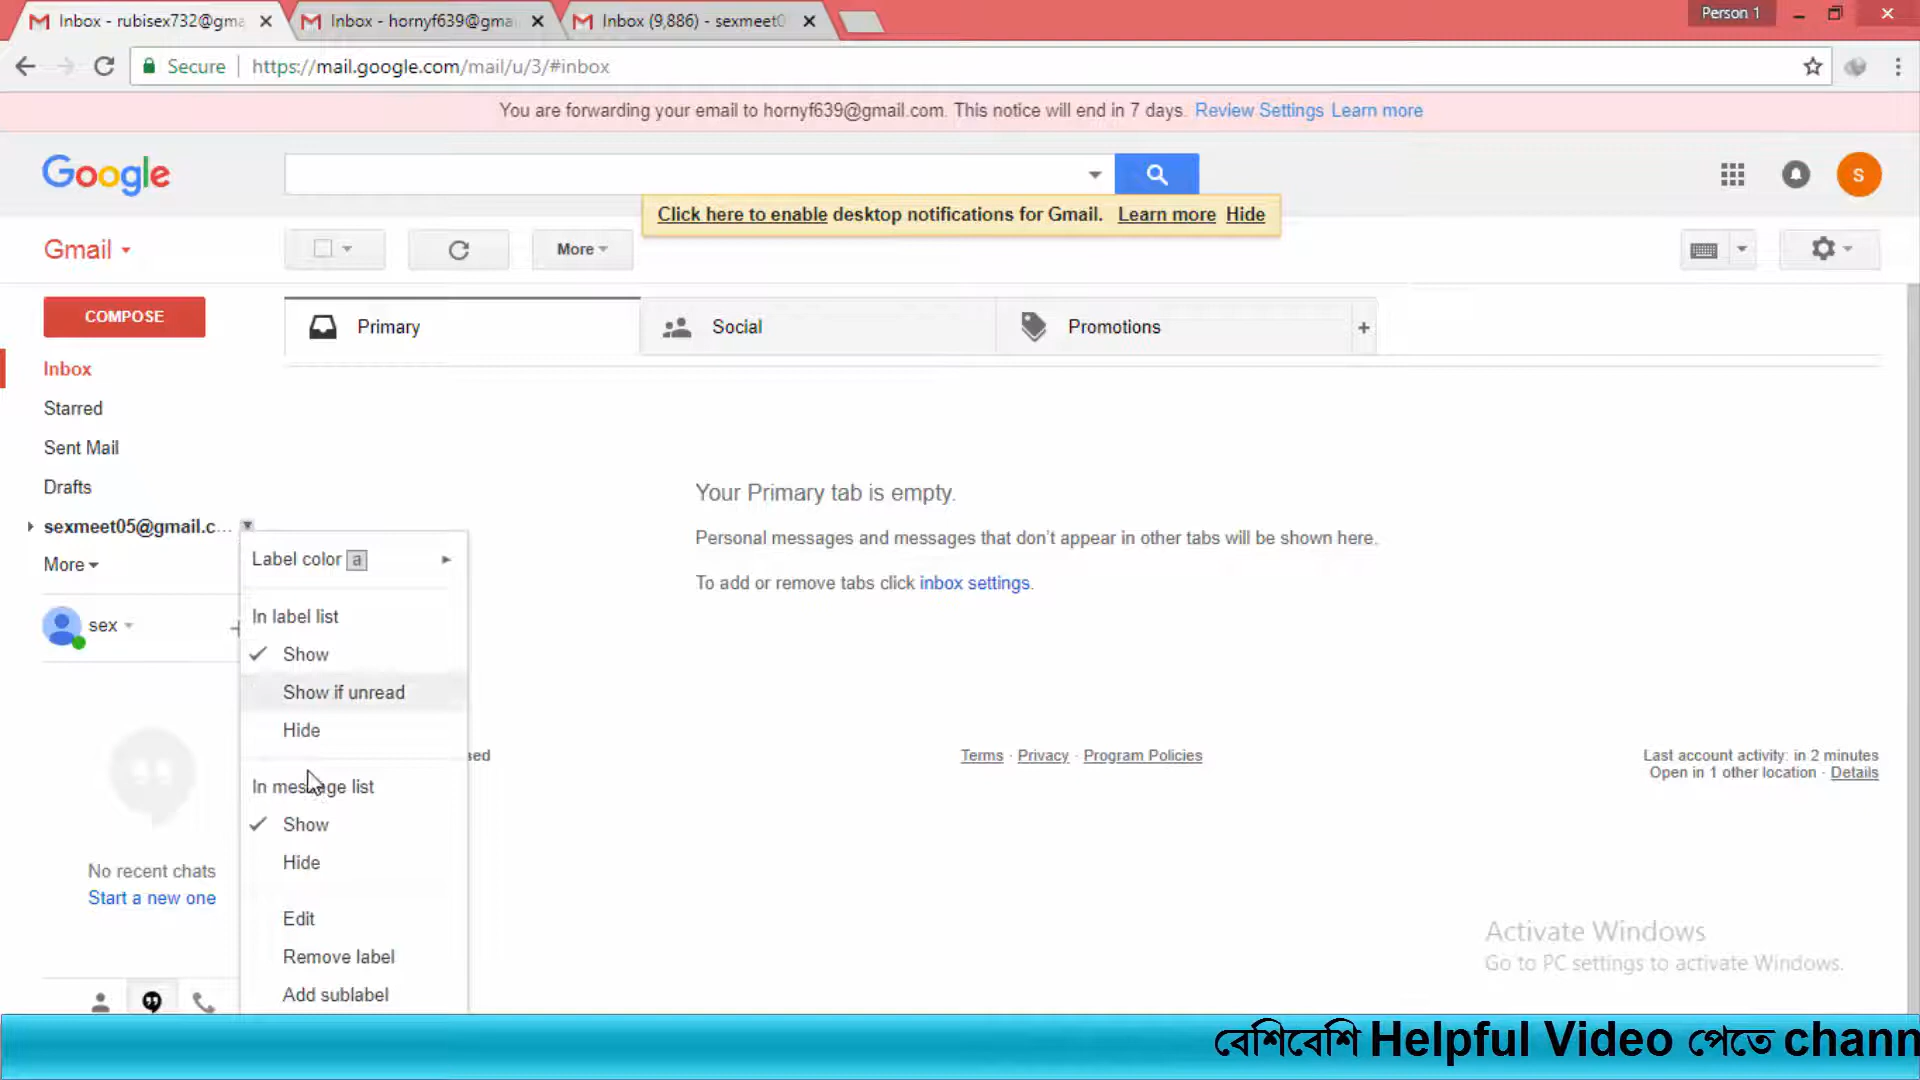 Inbox - rubisex732@gma
Inbox - hornyf639@gmai
Inbox (9,886) - sexmeet0
Person 1
Secure
https://mail.google.com/mail/u/3/#inbox
You are forwarding your email to hornyf639@gmail.com. This notice will end in 7 days. Review Settings Learn more
Google
S
Click here to enable desktop notifications for Gmail. Learn more Hide
Gmail
More
COMPOSE
Primary
Social
Promotions
+
Inbox
Starred
Sent Mail
Drafts
sexmeet05@gmail.c...
More
sex
Label color a
In label list
Show
Show if unread
Hide
In message list
Show
Hide
Edit
Remove label
Add sublabel
Your Primary tab is empty.
Personal messages and messages that don't appear in other tabs will be shown here.
To add or remove tabs click inbox settings.
Terms · Privacy · Program Policies
Last account activity: in 2 minutes
Open in 1 other location · Details
No recent chats
Start a new one
Activate Windows
Go to PC settings to activate Windows.
বেশিবেশি Helpful Video পেতে chann